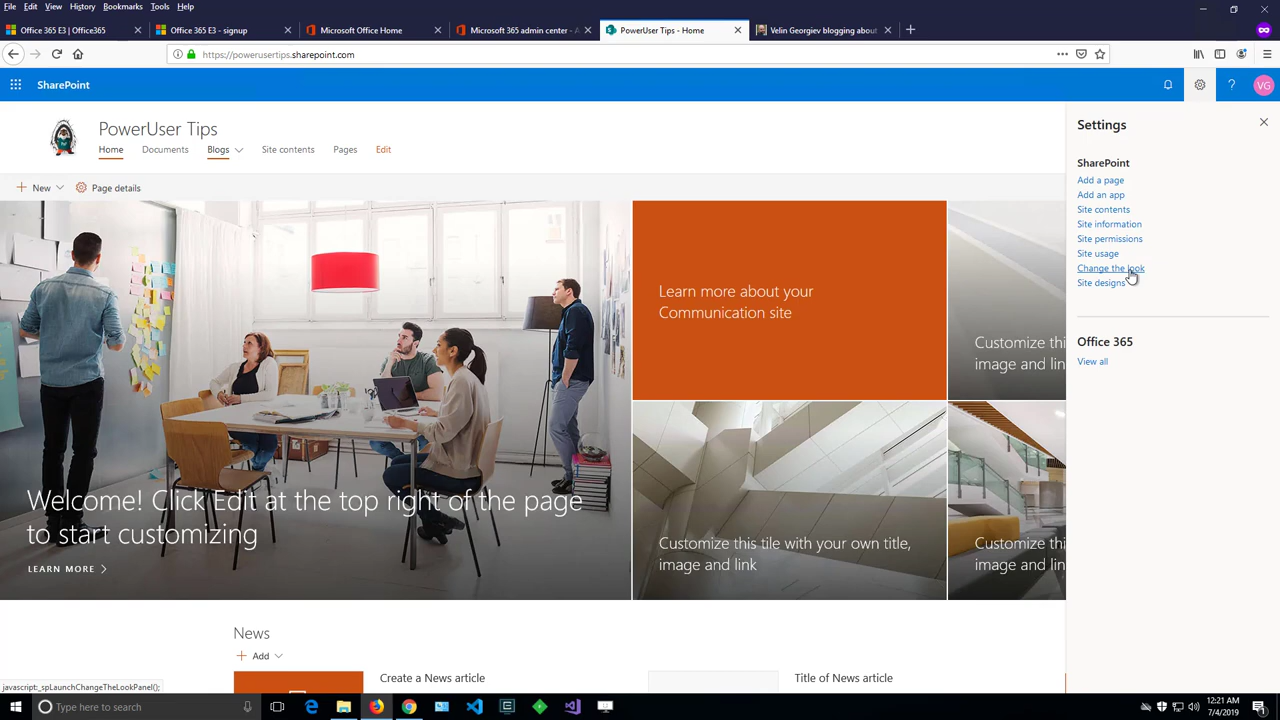 File Edit View History Bookmarks Tools Help
Office 365 E3 | Office365
Office 365 E3 - signup
Microsoft Office Home
Microsoft 365 admin center - A
PowerUser Tips - Home
Velin Georgiev blogging about
https://powerusertips.sharepoint.com
SharePoint
VG
PowerUser Tips
Home Documents Blogs Site contents Pages Edit
New Page details
Welcome! Click Edit at the top right of the page
to start customizing
LEARN MORE
Learn more about your
Communication site
Customize thi
image and lin
Customize this tile with your own title,
image and link
Customize thi
image and lin
News
Add
Create a News article
Title of News article
Settings
SharePoint
Add a page
Add an app
Site contents
Site information
Site permissions
Site usage
Change the look
Site designs
Office 365
View all
javascript:_spLaunchChangeTheLookPanel();
Type here to search
12:21 AM
7/4/2019
1